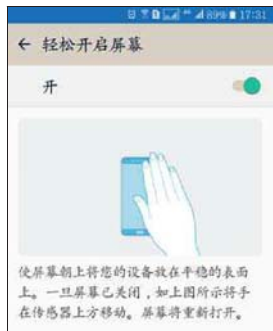 89% 17:31
← 轻松开启屏幕
开
使屏幕朝上将您的设备放在平稳的表面
上。一旦屏幕已关闭，如上图所示将手
在传感器上方移动。屏幕将重新打开。